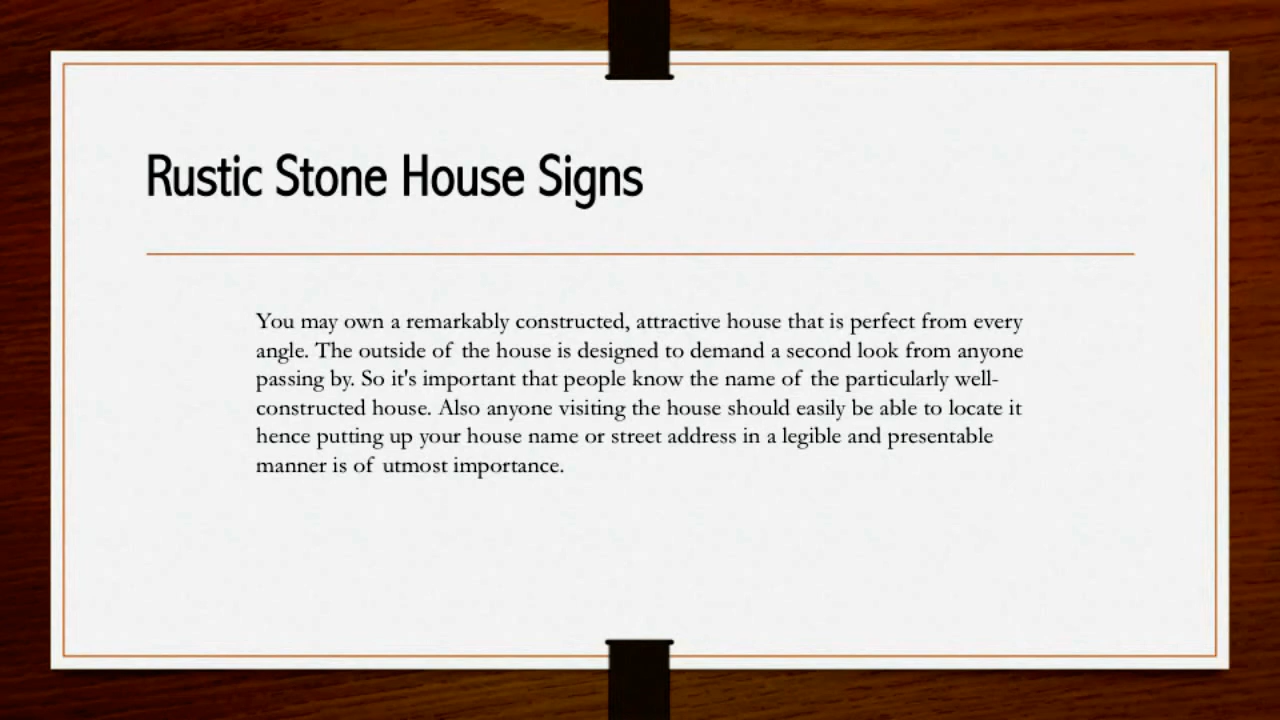 Rustic Stone House Signs
You may own a remarkably constructed, attractive house that is perfect from every
angle. The outside of the house is designed to demand a second look from anyone
passing by. So it's important that people know the name of the particularly well-
constructed house. Also anyone visiting the house should easily be able to locate it
hence putting up your house name or street address in a legible and presentable
manner is of utmost importance.